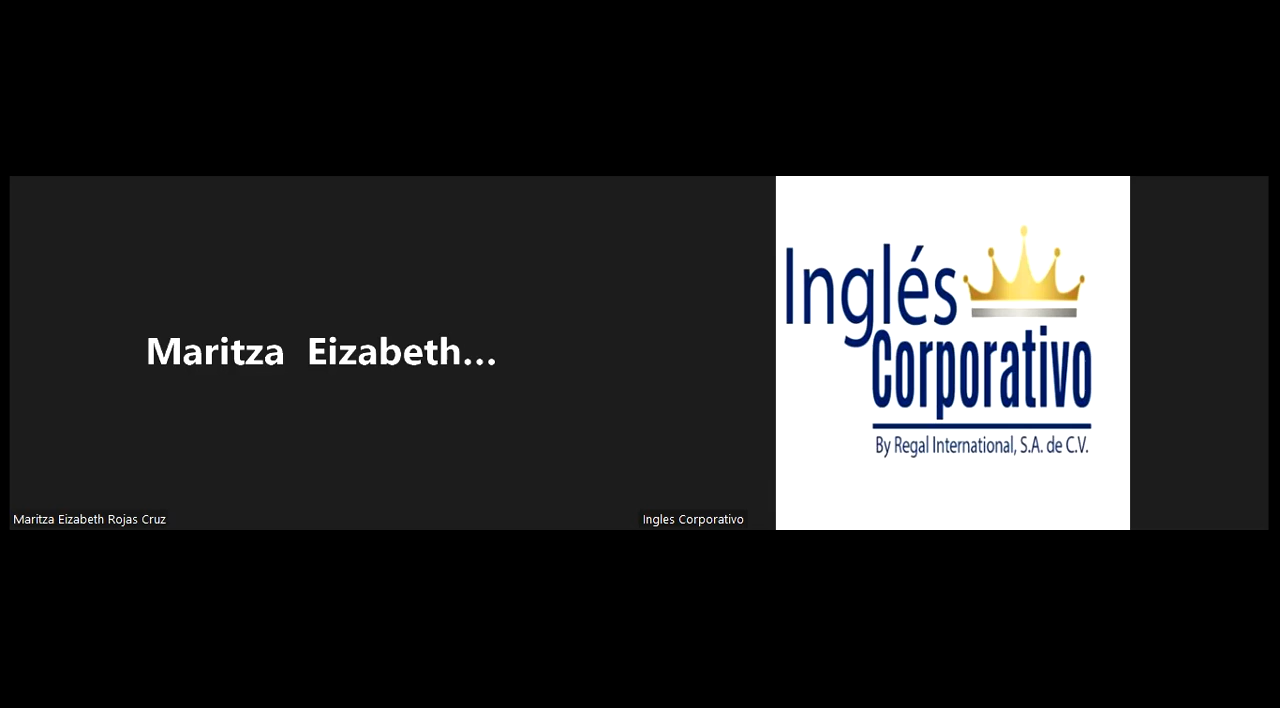 Maritza Eizabeth...
Maritza Eizabeth Rojas Cruz
Inglés
Corporativo
By Regal International, S.A. de C.V.
Ingles Corporativo